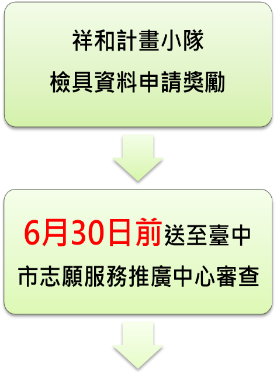 祥和計畫小隊
檢具資料申請獎勵
6月30日前送至臺中
市志願服務推廣中心審查